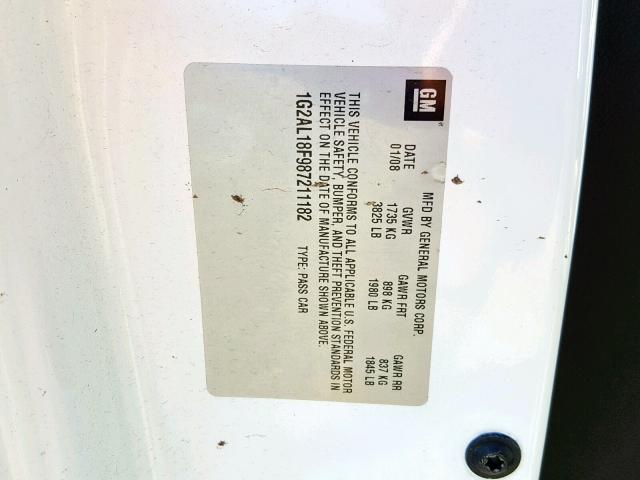 GM
MFD BY GENERAL MOTORS CORP.
DATE GVWR GAWR FRT GAWR RR
01/08 1735 KG 898 KG 837 KG
3825 LB 1980 LB 1845 LB
THIS VEHICLE CONFORMS TO ALL APPLICABLE U.S. FEDERAL MOTOR
VEHICLE SAFETY, BUMPER, AND THEFT PREVENTION STANDARDS IN
EFFECT ON THE DATE OF MANUFACTURE SHOWN ABOVE.
1G2AL18F987211182 TYPE: PASS CAR